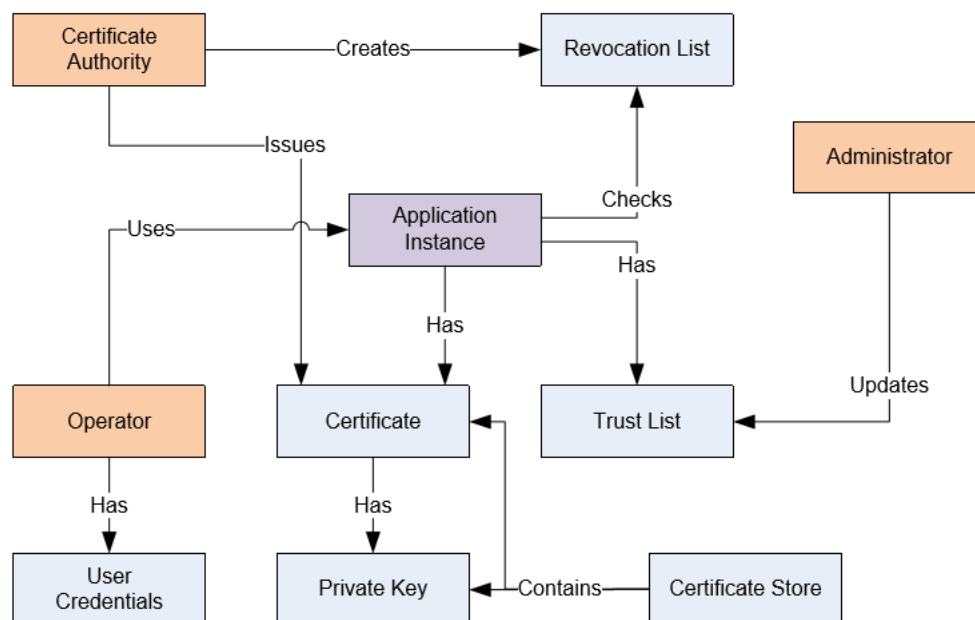 Certificate
Authority
Creates
Revocation List
Issues
Administrator
Checks
Application
Instance
Uses
Has
Has
Updates
Operator
Certificate
Trust List
Has
Has
User
Credentials
Private Key
Contains
Certificate Store